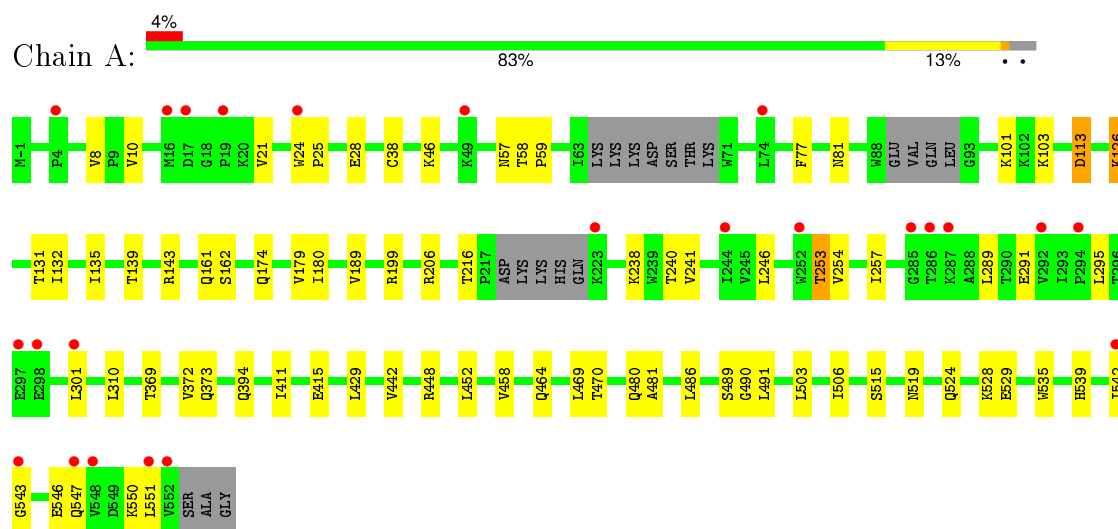 4%
Chain A:
83% 13% • •
M-1 P4 V8 P9 V10 M16 D17 G18 P19 K20 V21 W24 P25 E28 C38 K46 K49 N57 T58 P59 I63 LYS LYS LYS ASP SER THR LYS W71 L74 F77 N81 W88 GLU VAL GLN LEU G93 K101 K102 K103 D113 K126
T131 I132 I135 T139 R143 Q161 S162 Q174 V179 I180 V189 R199 R206 T216 P217 ASP LYS LYS HIS GLN K223 K238 W239 T240 V241 I244 V245 L246 W252 T253 V254 I257 G285 T286 K287 A288 L289 T290 E291 V292 I293 P294 L295 T296
E297 E298 L301 L310 T369 V372 Q373 Q394 I411 E415 L429 V442 R448 L452 V458 Q464 L469 T470 Q480 A481 L486 S489 G490 L491 L503 I506 S515 N519 Q524 K528 E529 W535 H539 I542
G543 E546 Q547 V548 D549 K550 L551 V552 SER ALA GLY